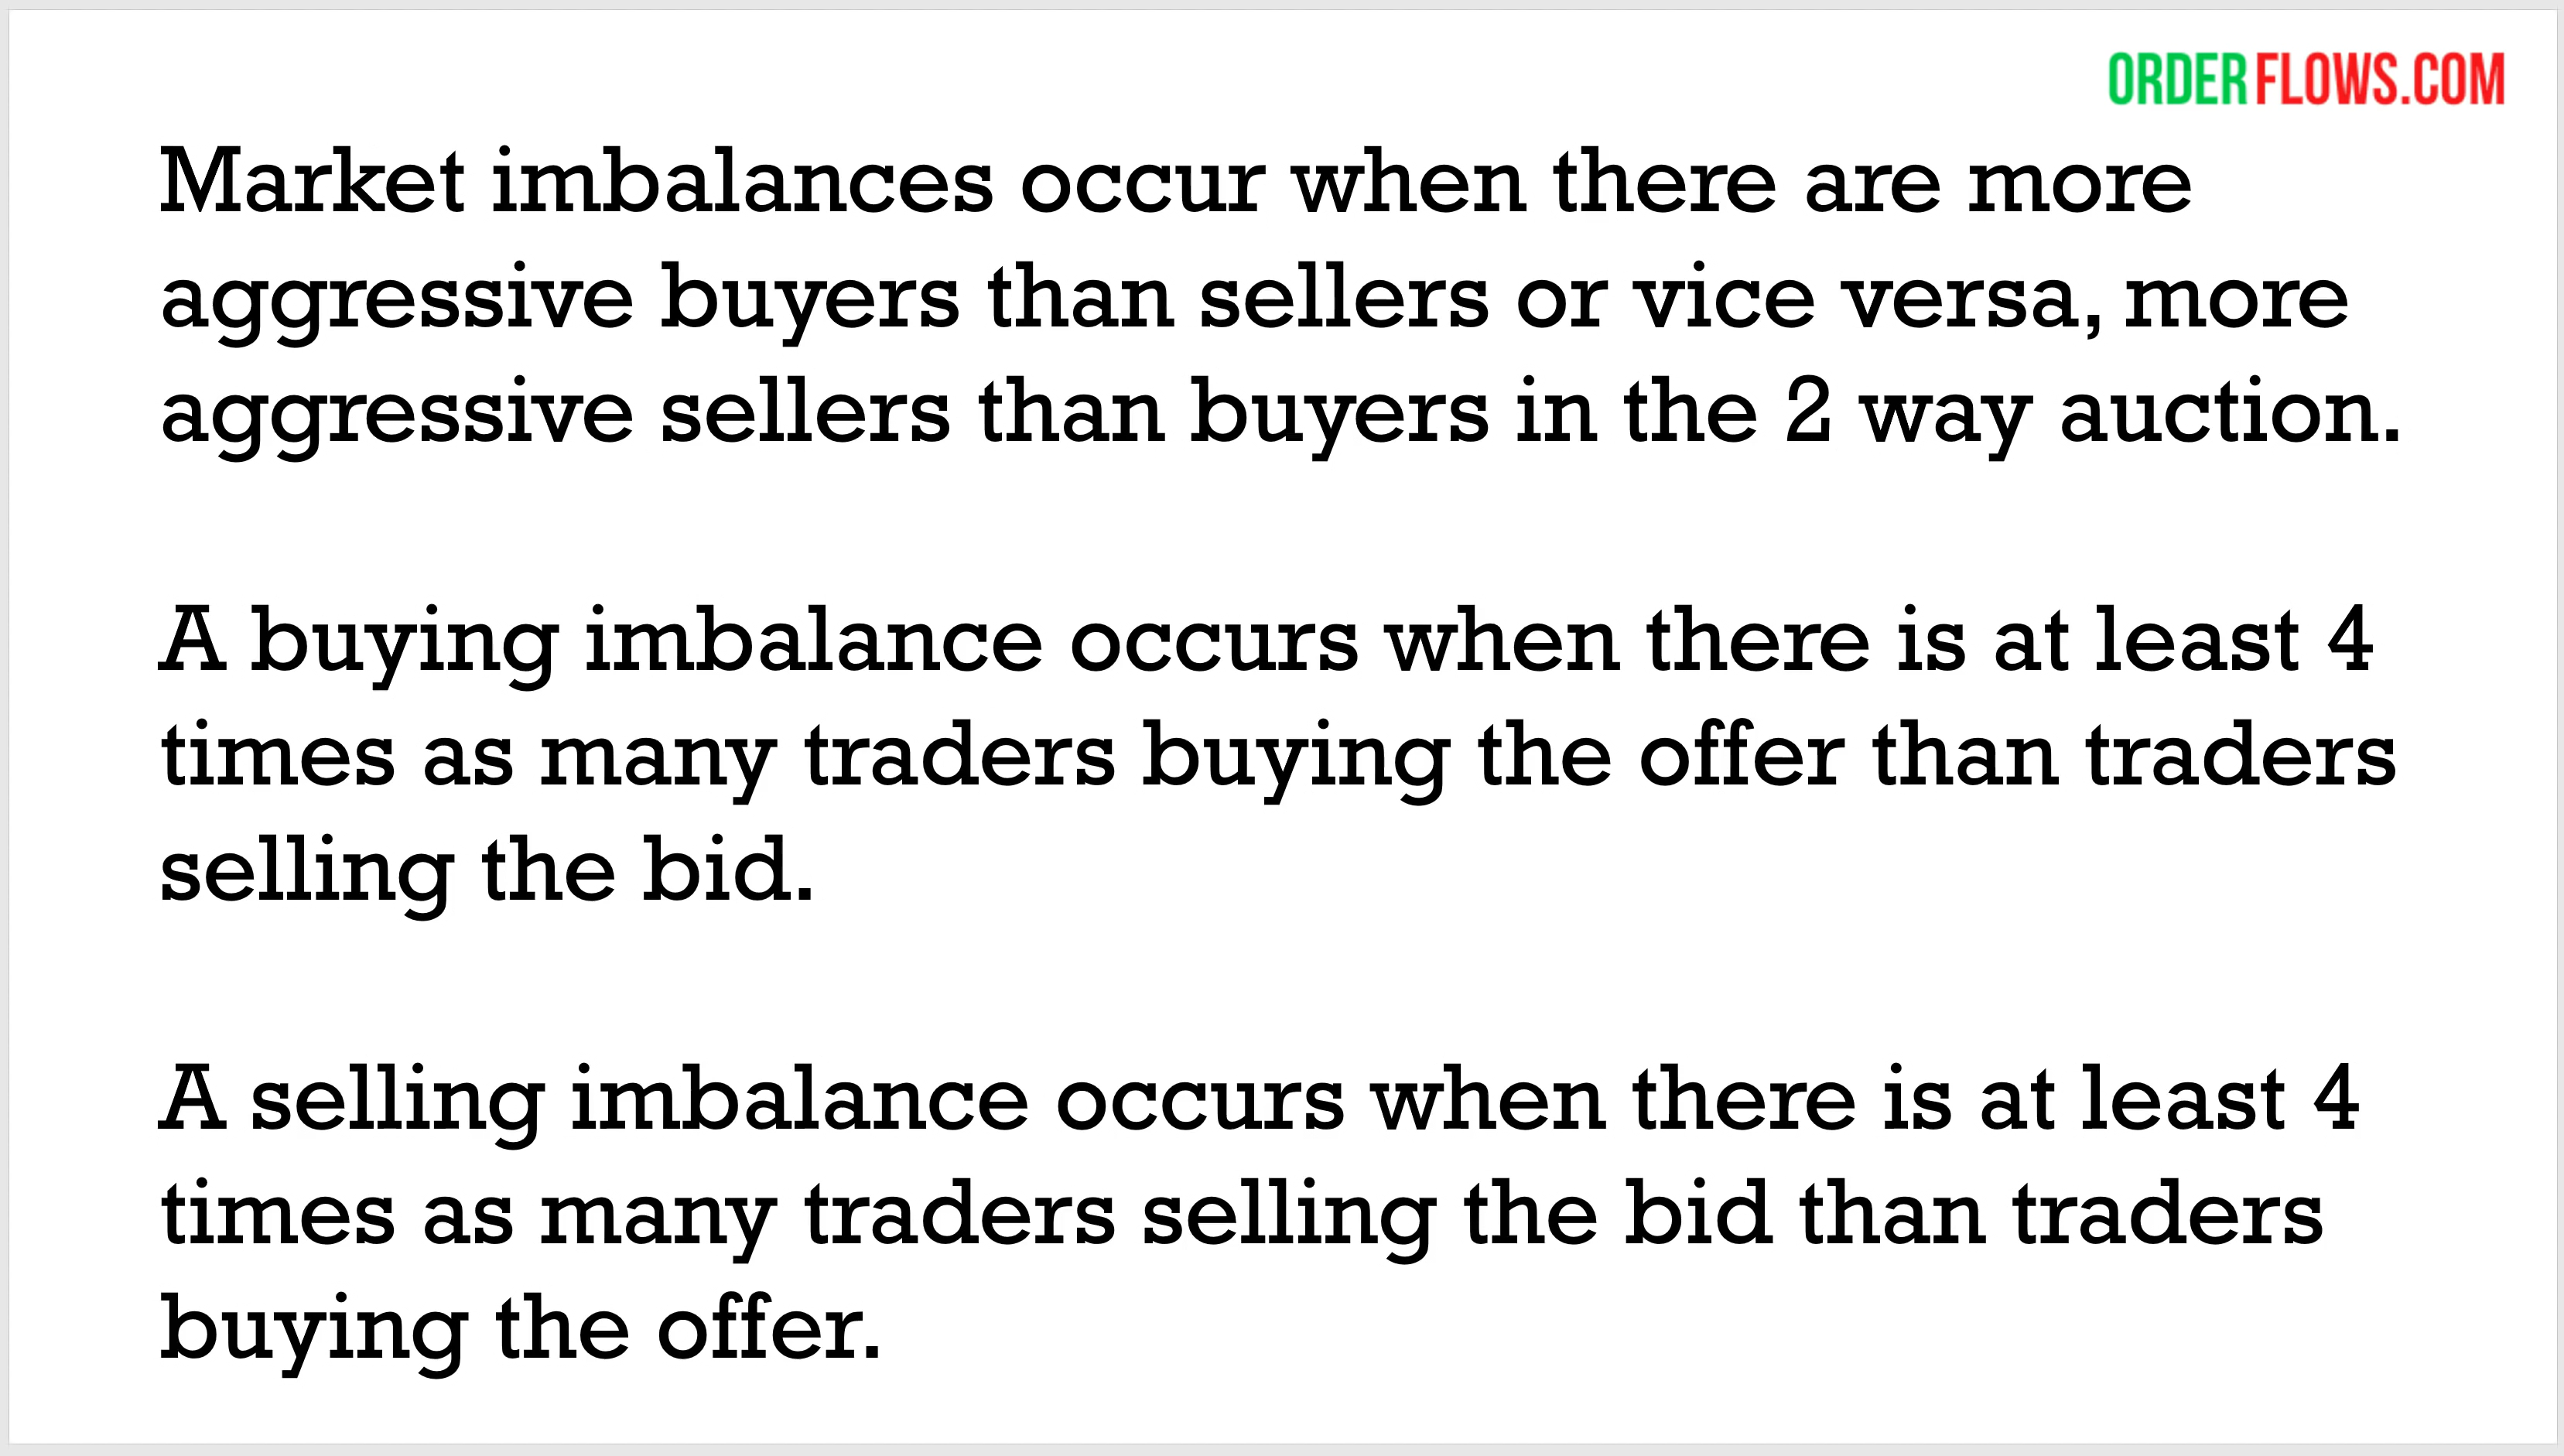 ORDERFLOWS.COM
Market imbalances occur when there are more
aggressive buyers than sellers or vice versa, more
aggressive sellers than buyers in the 2 way auction.
A buying imbalance occurs when there is at least 4
times as many traders buying the offer than traders
selling the bid.
A selling imbalance occurs when there is at least 4
times as many traders selling the bid than traders
buying the offer.